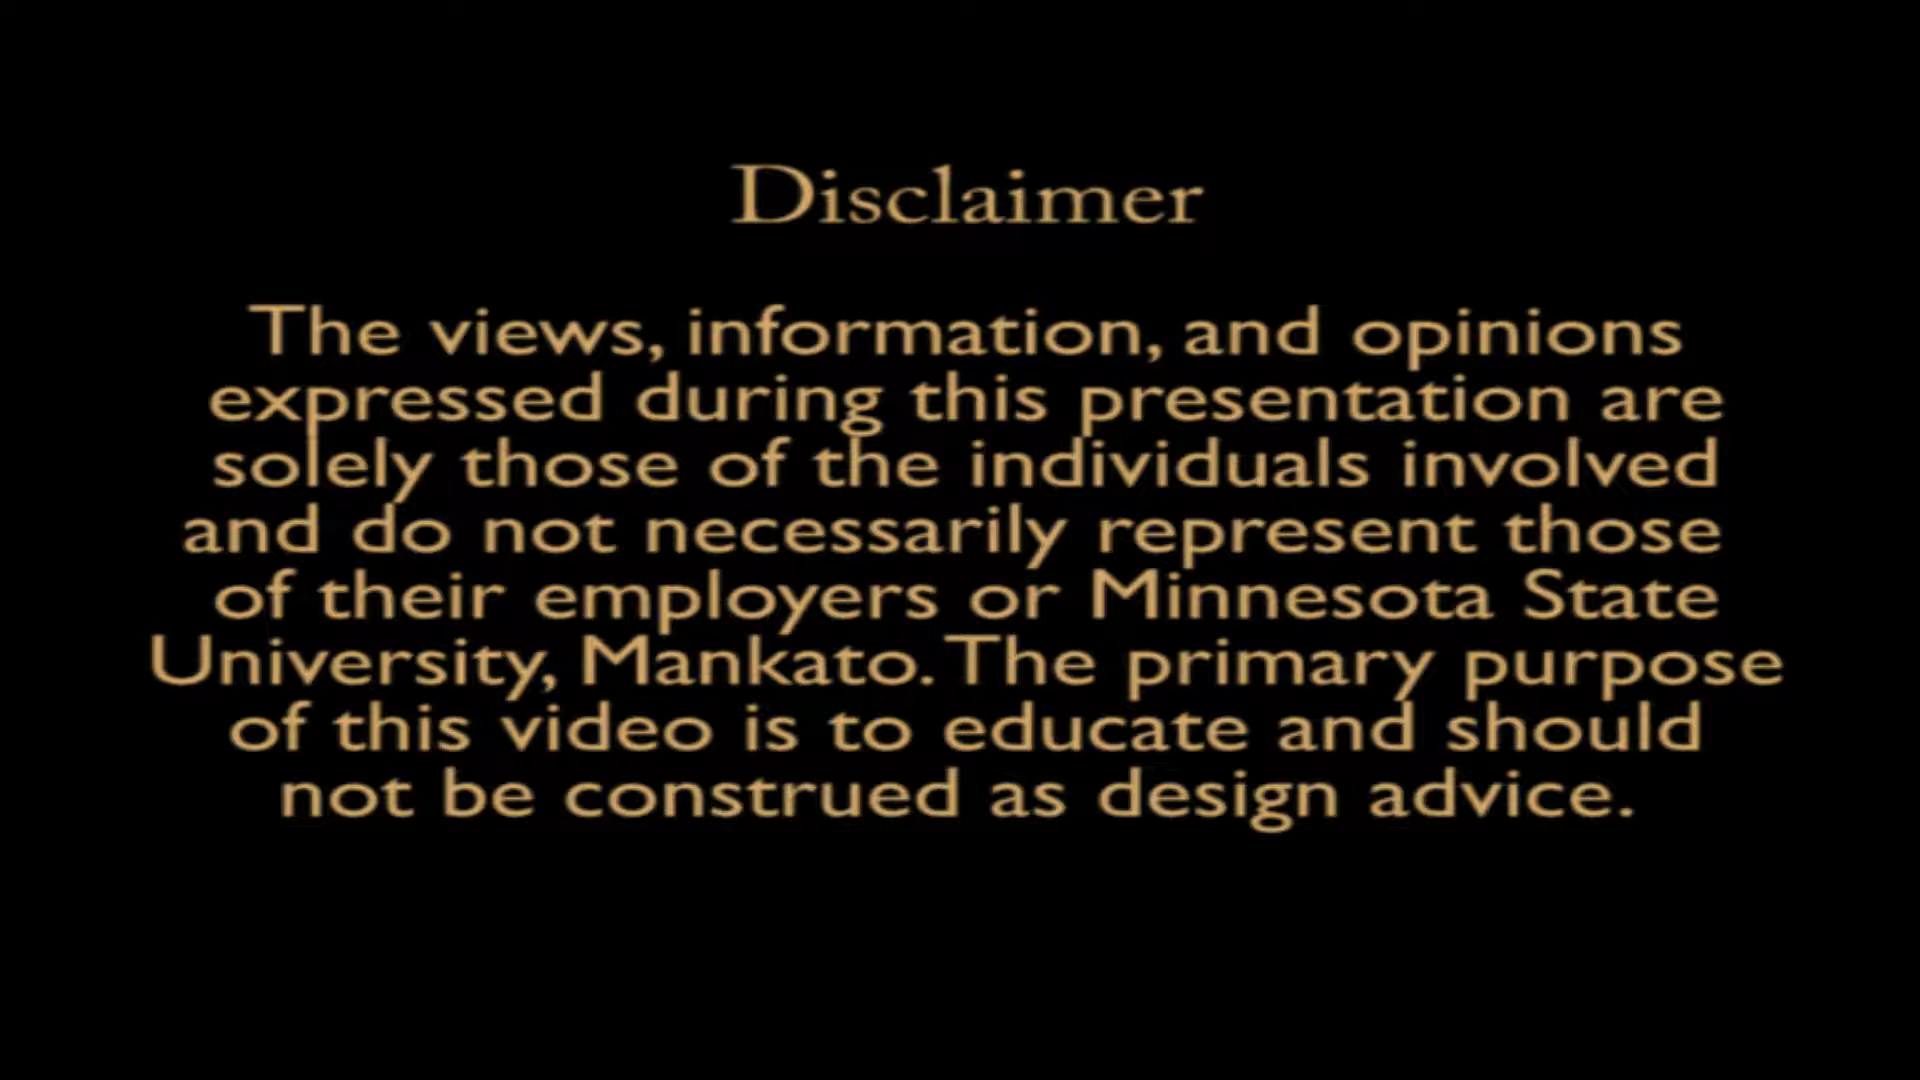 Disclaimer
The views, information, and opinions
expressed during this presentation are
solely those of the individuals involved
and do not necessarily represent those
of their employers or Minnesota State
University, Mankato. The primary purpose
of this video is to educate and should
not be construed as design advice.